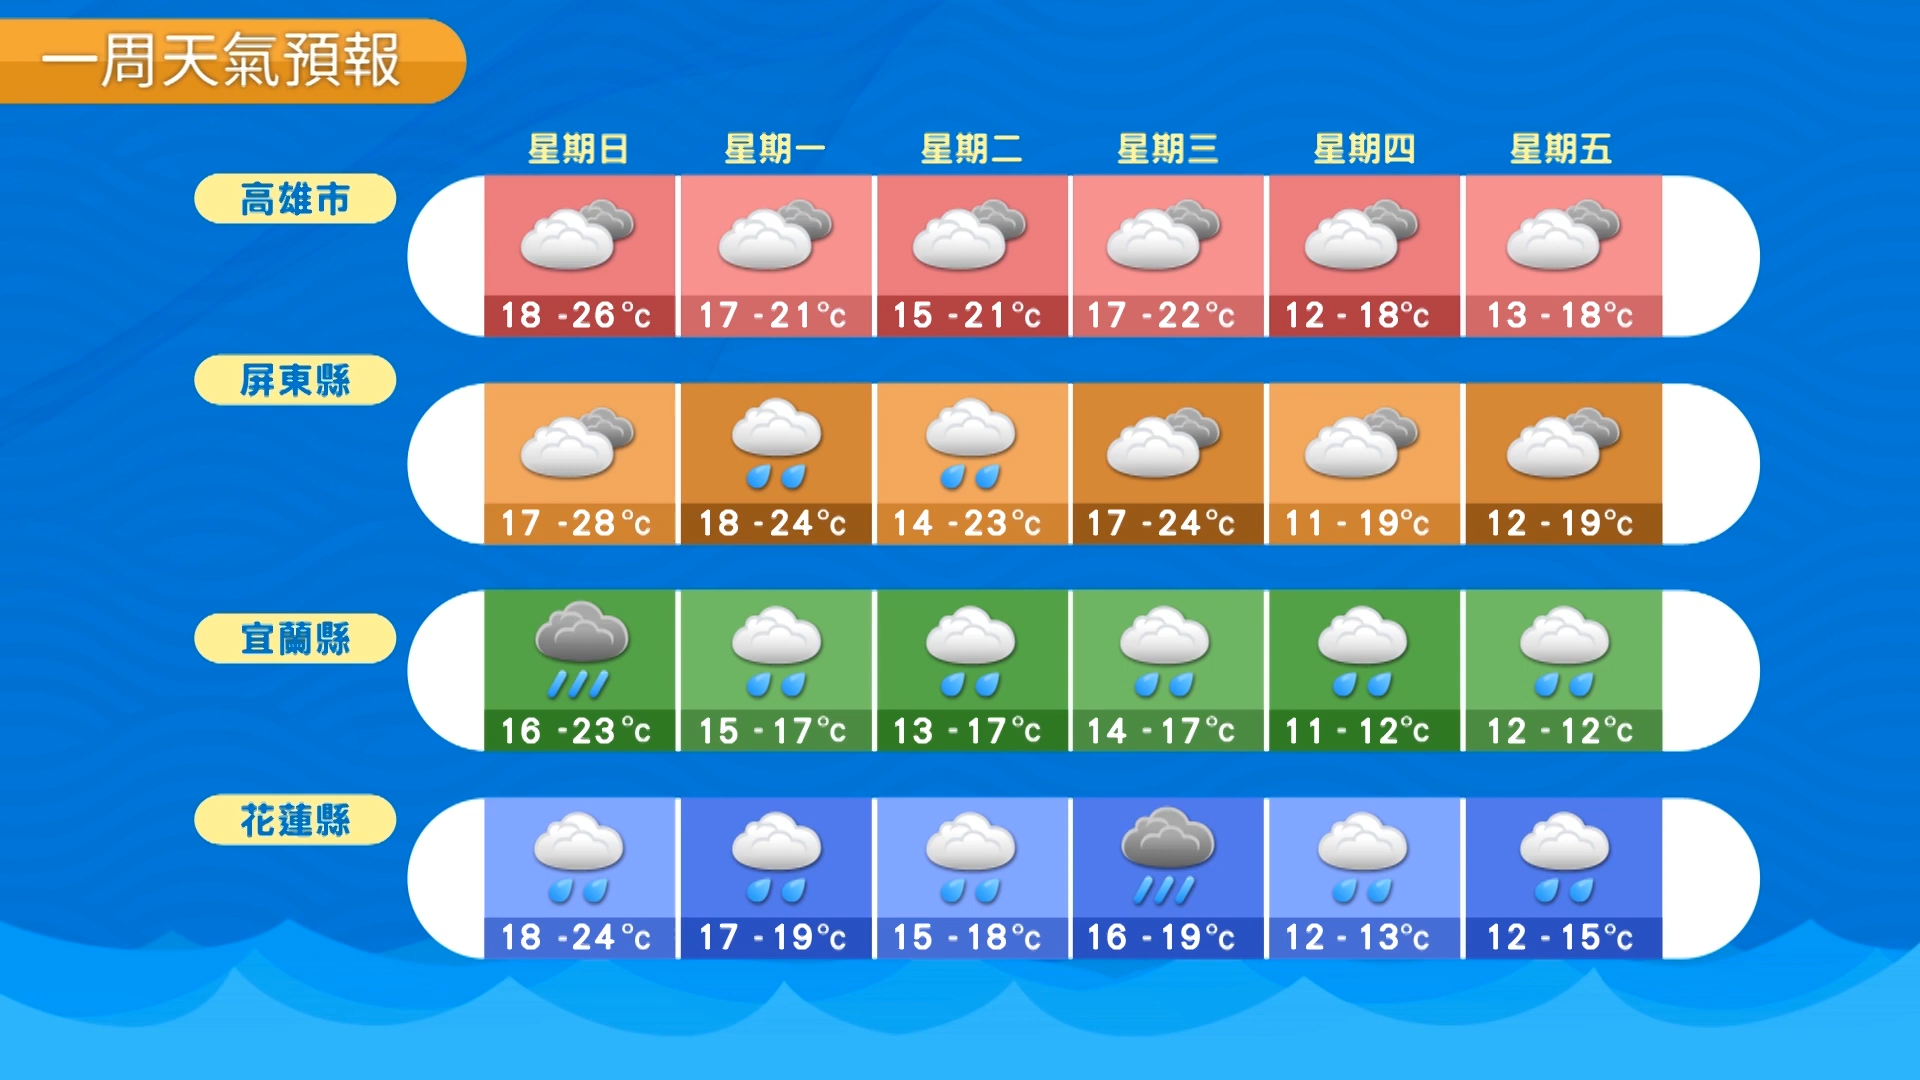 一周天氣預報
星期日 星期一 星期二 星期三 星期四 星期五
高雄市
18 -26°C 17 -21°C 15 -21°C 17 -22°C 12 - 18°C 13 - 18°C
屏東縣
17 -28°C 18 -24°C 14 -23°C 17 -24°C 11 - 19°C 12 - 19°C
宜蘭縣
16 -23°C 15 - 17°C 13 - 17°C 14 - 17°C 11 - 12°C 12 - 12°C
花蓮縣
18 -24°C 17 - 19°C 15 - 18°C 16 - 19°C 12 - 13°C 12 - 15°C